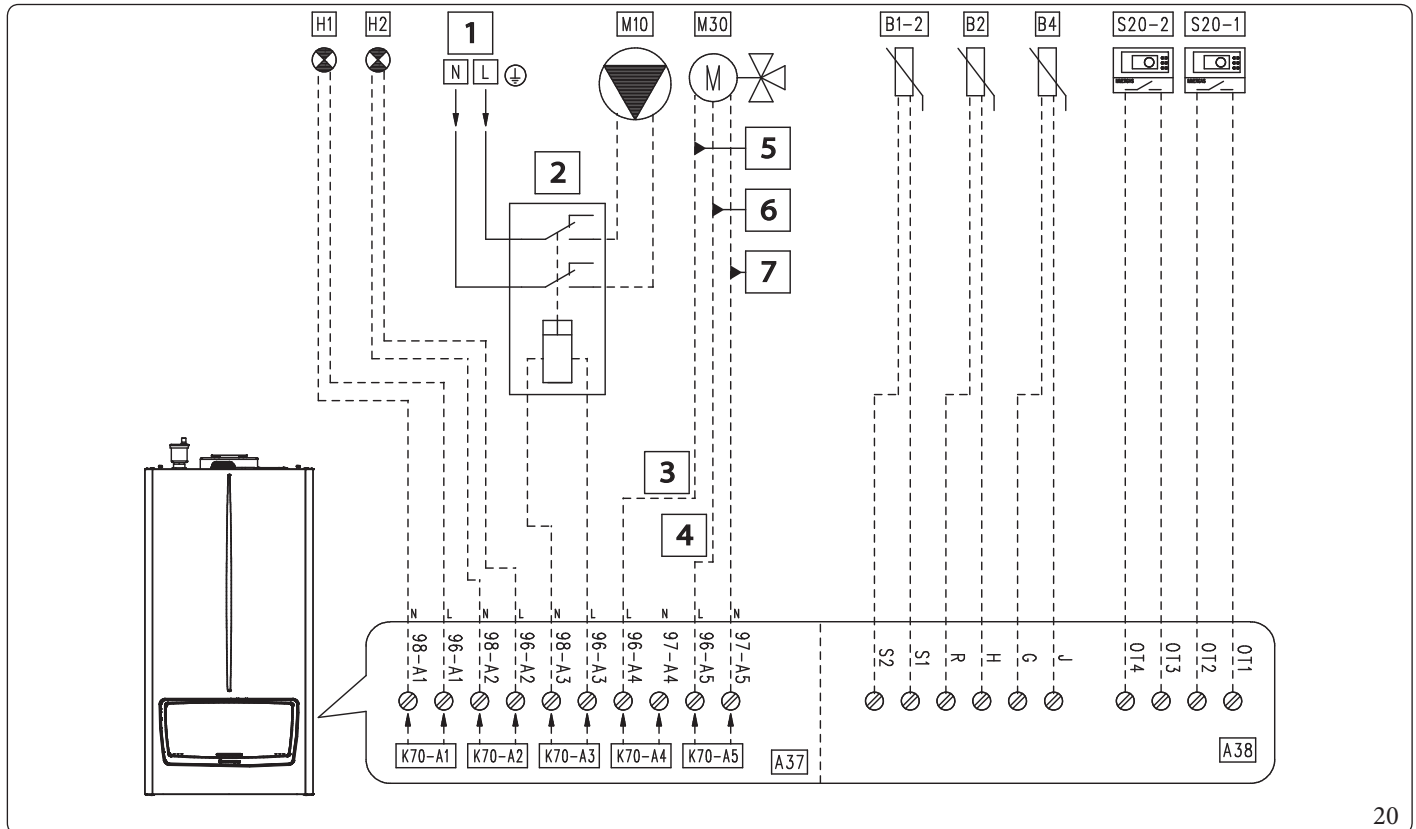 H1 H2 1 M10 M30 B1-2 B2 B4 S20-2 S20-1
N L
M
5
2
6
7
3
4
N L N L N L L N L N
98-A1 96-A1 98-A2 96-A2 98-A3 96-A3 96-A4 97-A4 96-A5 97-A5
S2 S1 R H G J OT4 OT3 OT2 OT1
K70-A1 K70-A2 K70-A3 K70-A4 K70-A5
A37
A38
20